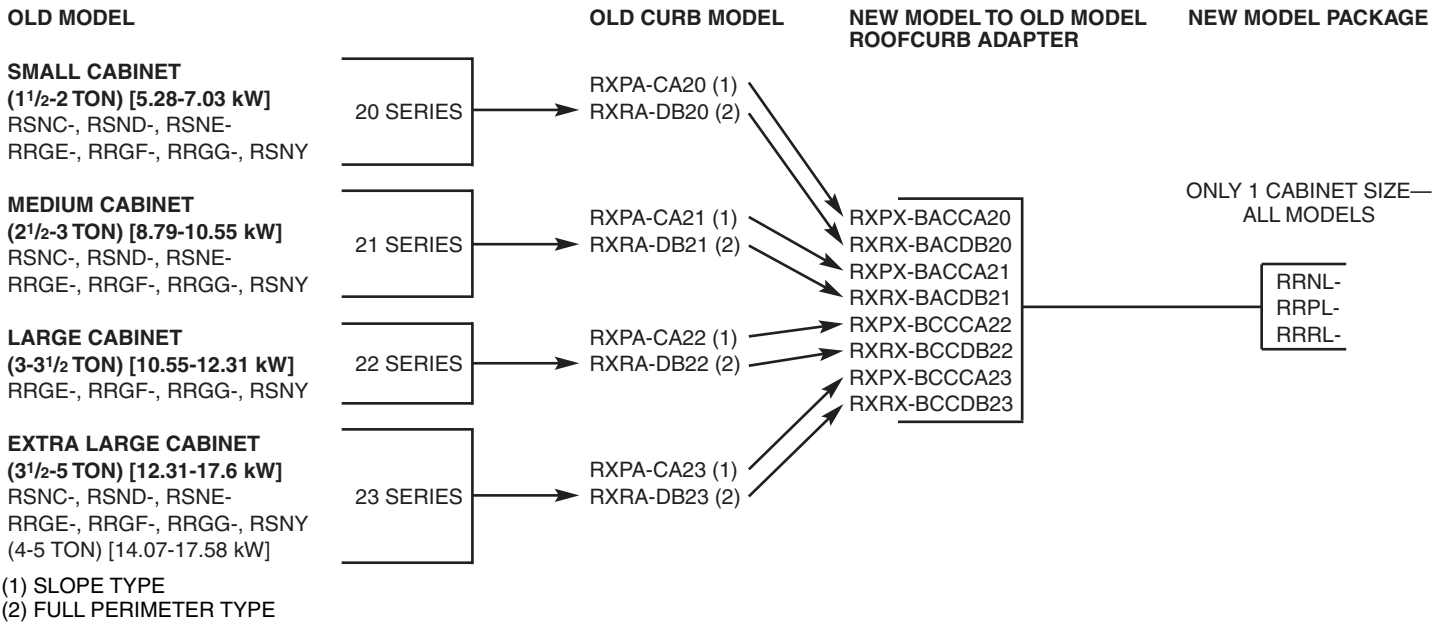 OLD MODEL
OLD CURB MODEL
NEW MODEL TO OLD MODEL
ROOFCURB ADAPTER
NEW MODEL PACKAGE
SMALL CABINET
(1 1/2-2 TON) [5.28-7.03 kW]
RSNC-, RSND-, RSNE-
RRGE-, RRGF-, RRGG-, RSNY
20 SERIES
RXPA-CA20 (1)
RXRA-DB20 (2)
MEDIUM CABINET
(2 1/2-3 TON) [8.79-10.55 kW]
RSNC-, RSND-, RSNE-
RRGE-, RRGF-, RRGG-, RSNY
21 SERIES
RXPA-CA21 (1)
RXRA-DB21 (2)
LARGE CABINET
(3-3 1/2 TON) [10.55-12.31 kW]
RRGE-, RRGF-, RRGG-, RSNY
22 SERIES
RXPA-CA22 (1)
RXRA-DB22 (2)
EXTRA LARGE CABINET
(3 1/2-5 TON) [12.31-17.6 kW]
RSNC-, RSND-, RSNE-
RRGE-, RRGF-, RRGG-, RSNY
(4-5 TON) [14.07-17.58 kW]
23 SERIES
RXPA-CA23 (1)
RXRA-DB23 (2)
RXPX-BACCA20
RXRX-BACDB20
RXPX-BACCA21
RXRX-BACDB21
RXPX-BCCCA22
RXRX-BCCDB22
RXPX-BCCCA23
RXRX-BCCDB23
ONLY 1 CABINET SIZE—
ALL MODELS
RRNL-
RRPL-
RRRL-
(1) SLOPE TYPE
(2) FULL PERIMETER TYPE